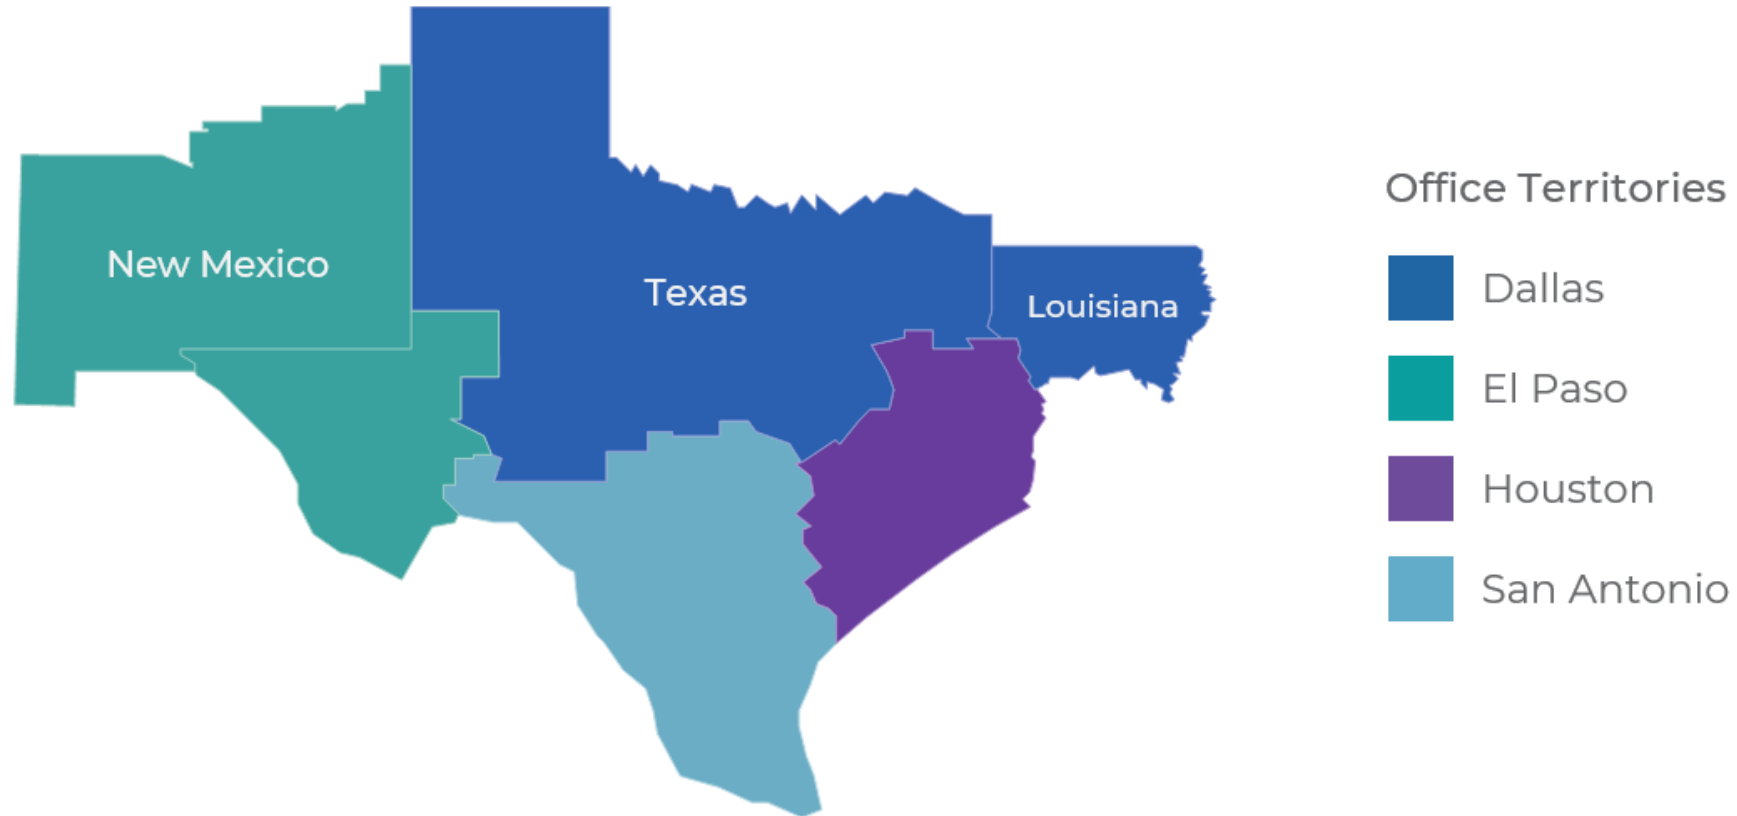 New Mexico
Texas
Louisiana
Office Territories
Dallas
El Paso
Houston
San Antonio